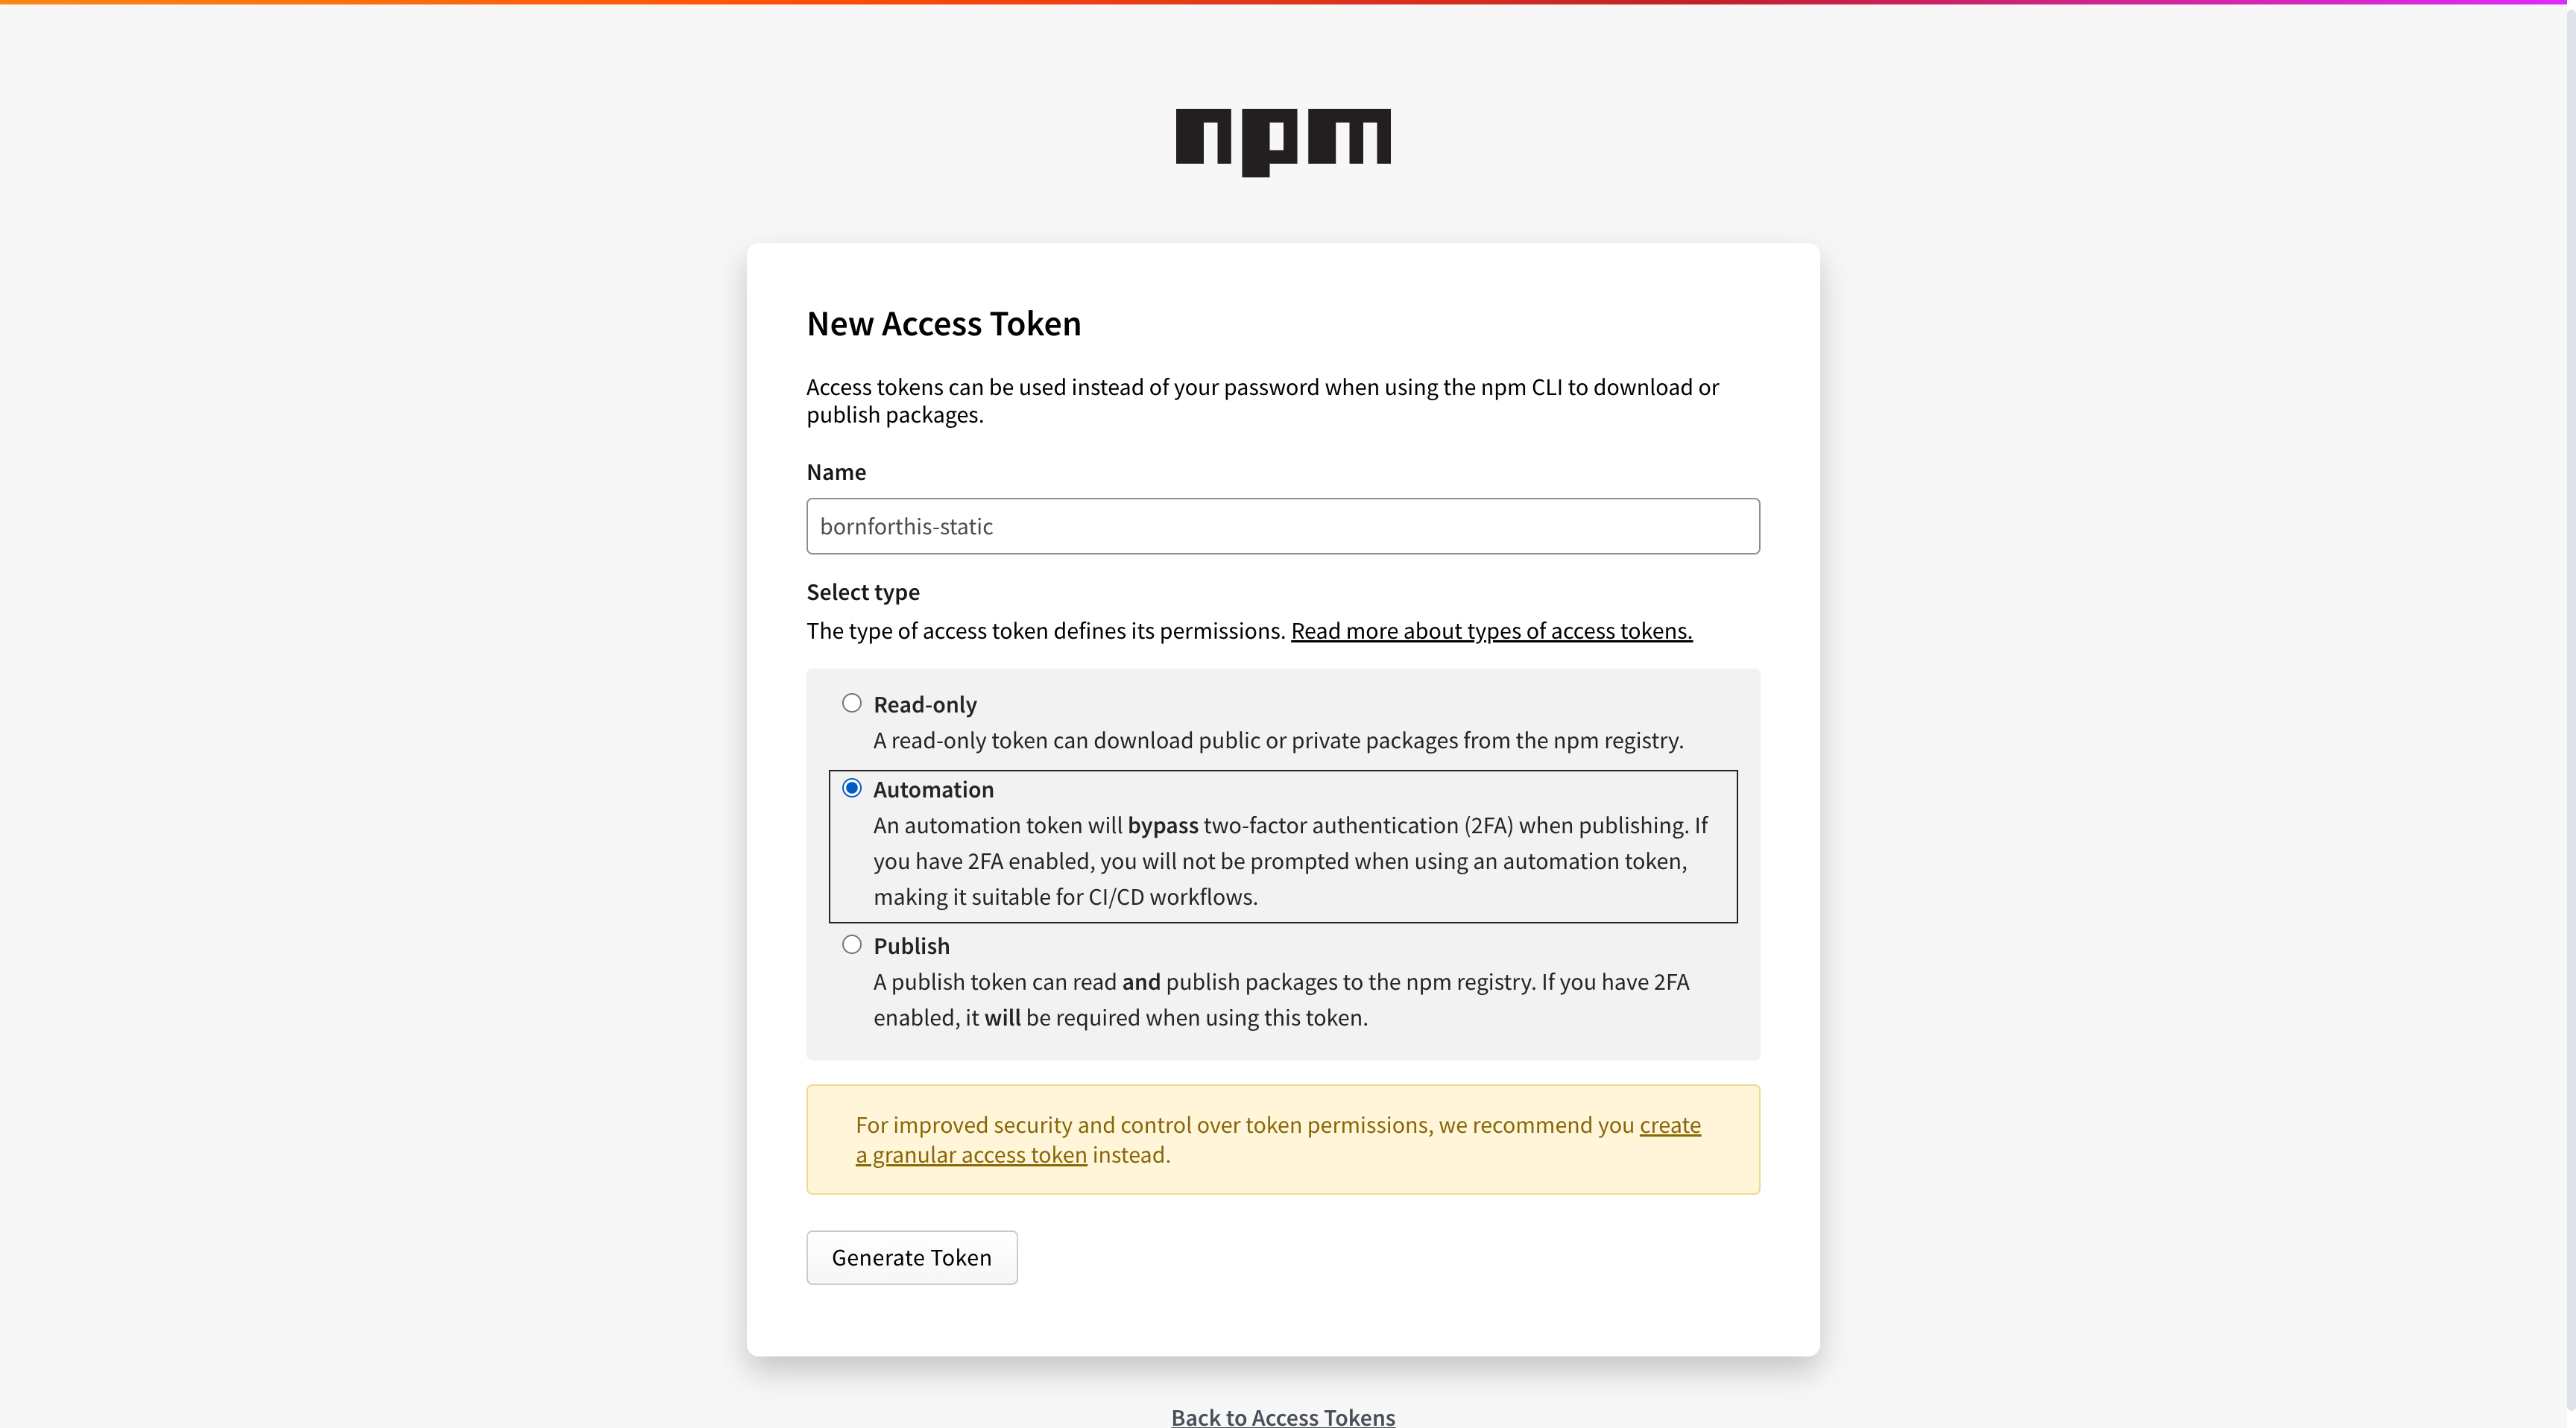 npm
New Access Token
Access tokens can be used instead of your password when using the npm CLI to download or
publish packages.
Name
bornforthis-static
Select type
The type of access token defines its permissions. Read more about types of access tokens.
Read-only
A read-only token can download public or private packages from the npm registry.
Automation
An automation token will bypass two-factor authentication (2FA) when publishing. If
you have 2FA enabled, you will not be prompted when using an automation token,
making it suitable for CI/CD workflows.
Publish
A publish token can read and publish packages to the npm registry. If you have 2FA
enabled, it will be required when using this token.
For improved security and control over token permissions, we recommend you create
a granular access token instead.
Generate Token
Back to Access Tokens